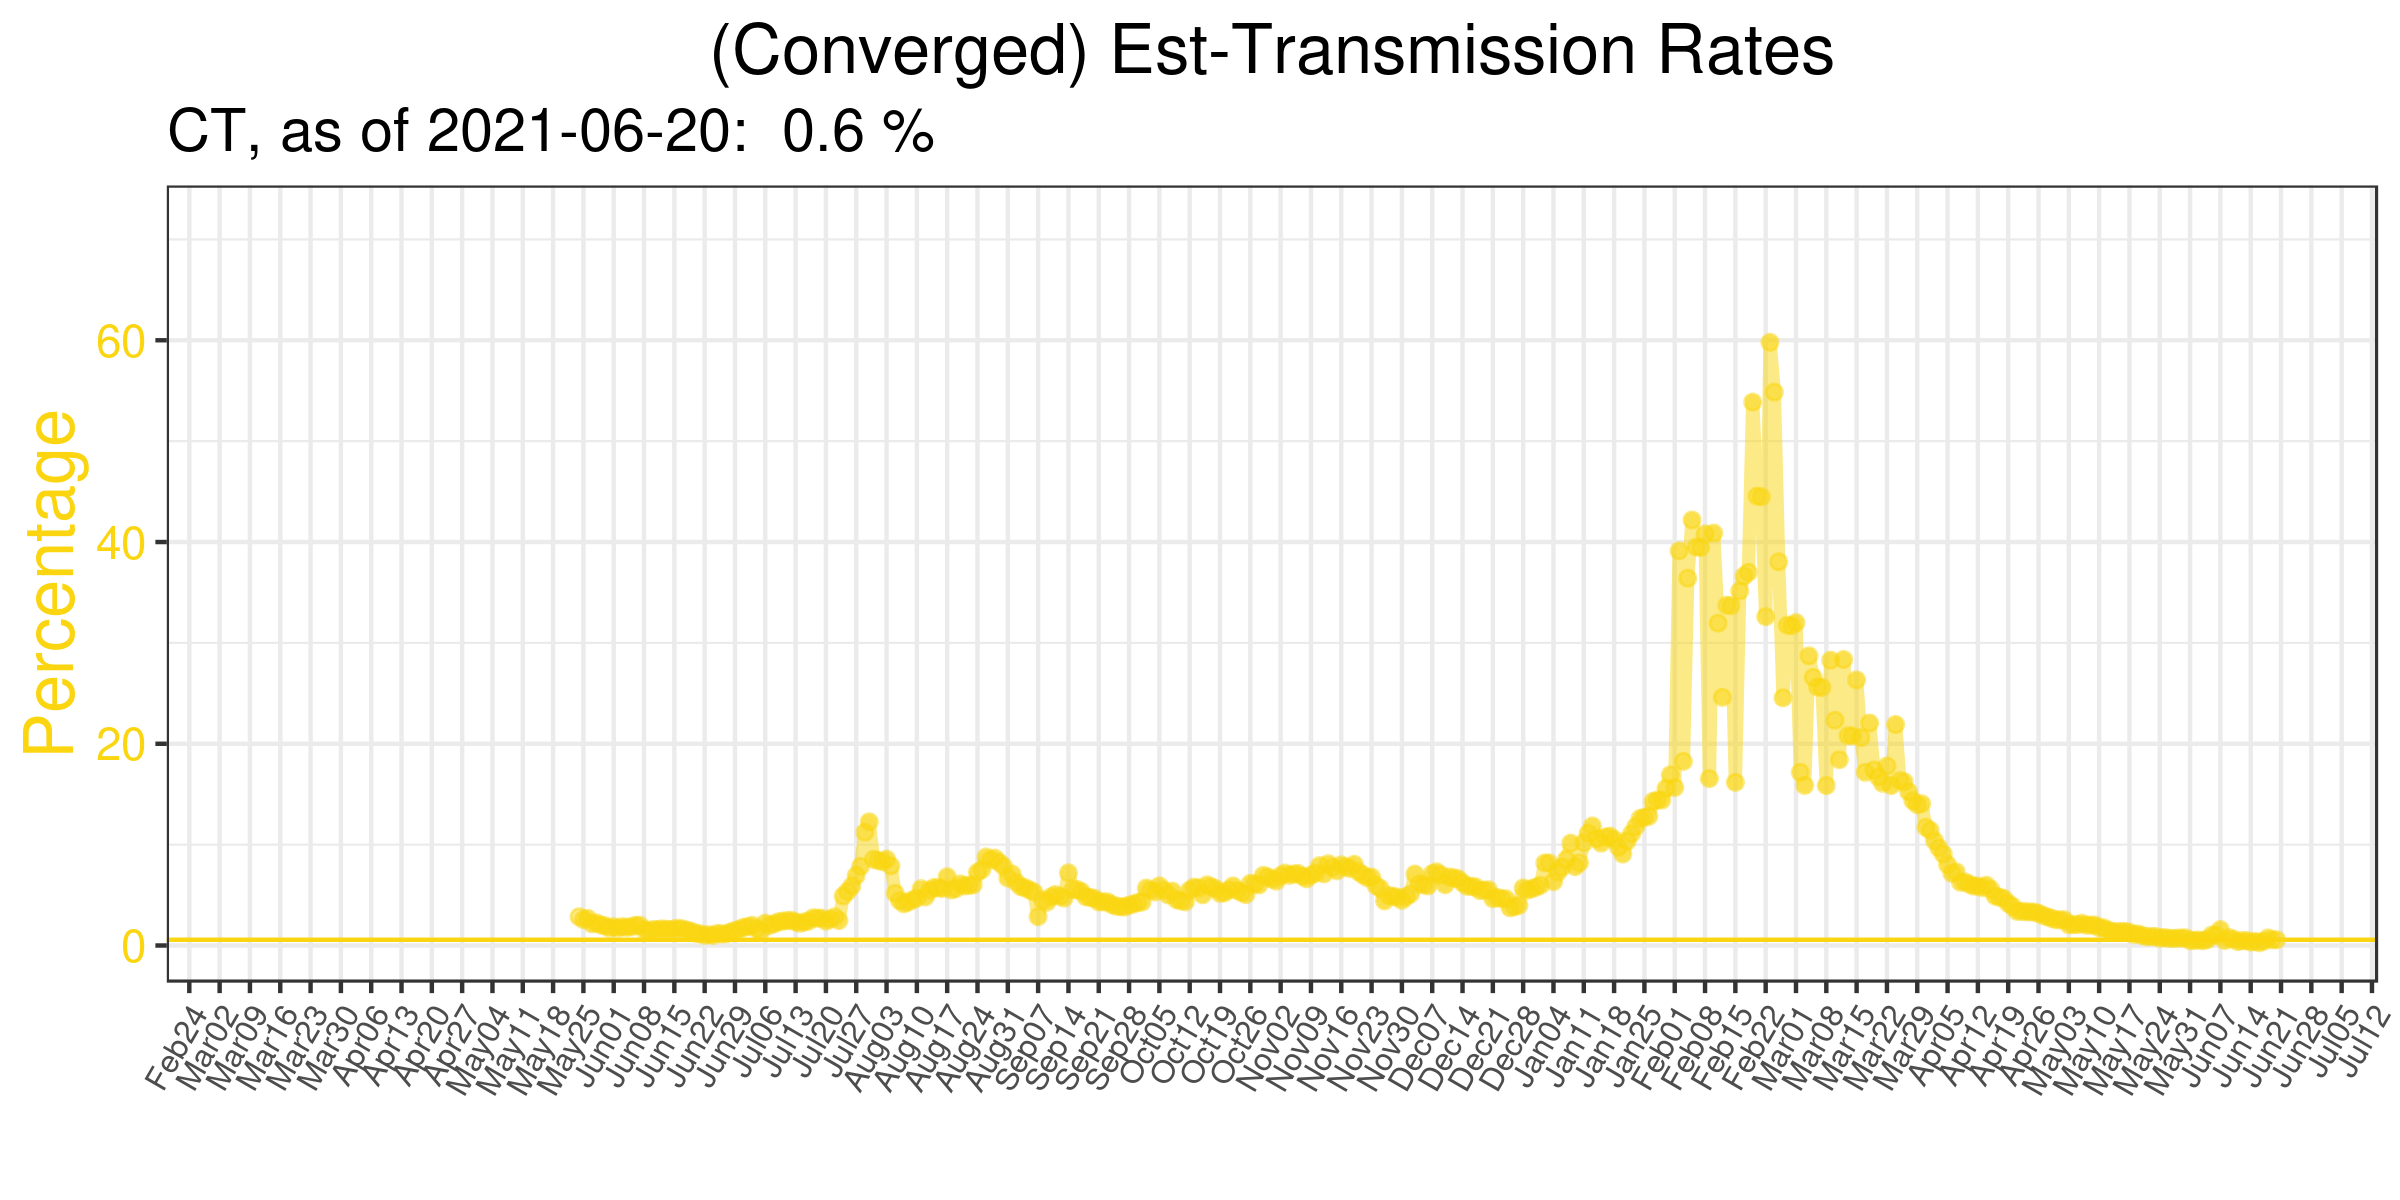 (Converged) Est-Transmission Rates
CT, as of 2021-06-20:  0.6 %
Percentage
60
40
20
0
Feb24
Mar02
Mar09
Mar16
Mar23
Mar30
Apr06
Apr13
Apr20
Apr27
May04
May11
May18
May25
Jun01
Jun08
Jun15
Jun22
Jun29
Jul06
Jul13
Jul20
Jul27
Aug03
Aug10
Aug17
Aug24
Aug31
Sep07
Sep14
Sep21
Sep28
Oct05
Oct12
Oct19
Oct26
Nov02
Nov09
Nov16
Nov23
Nov30
Dec07
Dec14
Dec21
Dec28
Jan04
Jan11
Jan18
Jan25
Feb01
Feb08
Feb15
Feb22
Mar01
Mar08
Mar15
Mar22
Mar29
Apr05
Apr12
Apr19
Apr26
May03
May10
May17
May24
May31
Jun07
Jun14
Jun21
Jun28
Jul05
Jul12